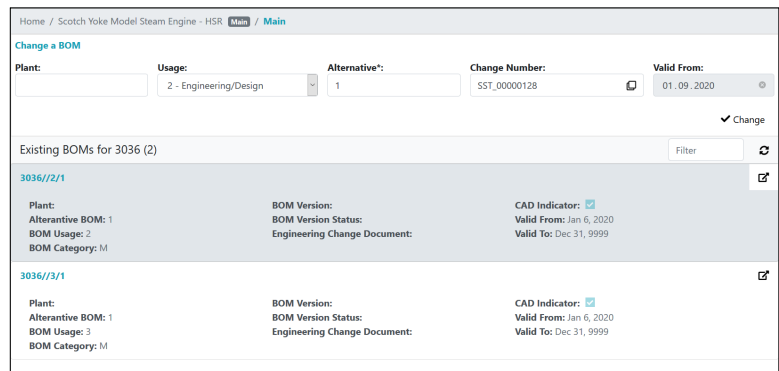 Home / Scotch Yoke Model Steam Engine - HSR Main / Main
Change a BOM
Plant: Usage: Alternative*: Change Number: Valid From:
2 - Engineering/Design 1 SST_00000128 01.09.2020
Change
Existing BOMs for 3036 (2) Filter
3036//2/1
Plant: BOM Version: CAD Indicator:
Alterantive BOM: 1 BOM Version Status: Valid From: Jan 6, 2020
BOM Usage: 2 Engineering Change Document: Valid To: Dec 31, 9999
BOM Category: M
3036//3/1
Plant: BOM Version: CAD Indicator:
Alterantive BOM: 1 BOM Version Status: Valid From: Jan 6, 2020
BOM Usage: 3 Engineering Change Document: Valid To: Dec 31, 9999
BOM Category: M